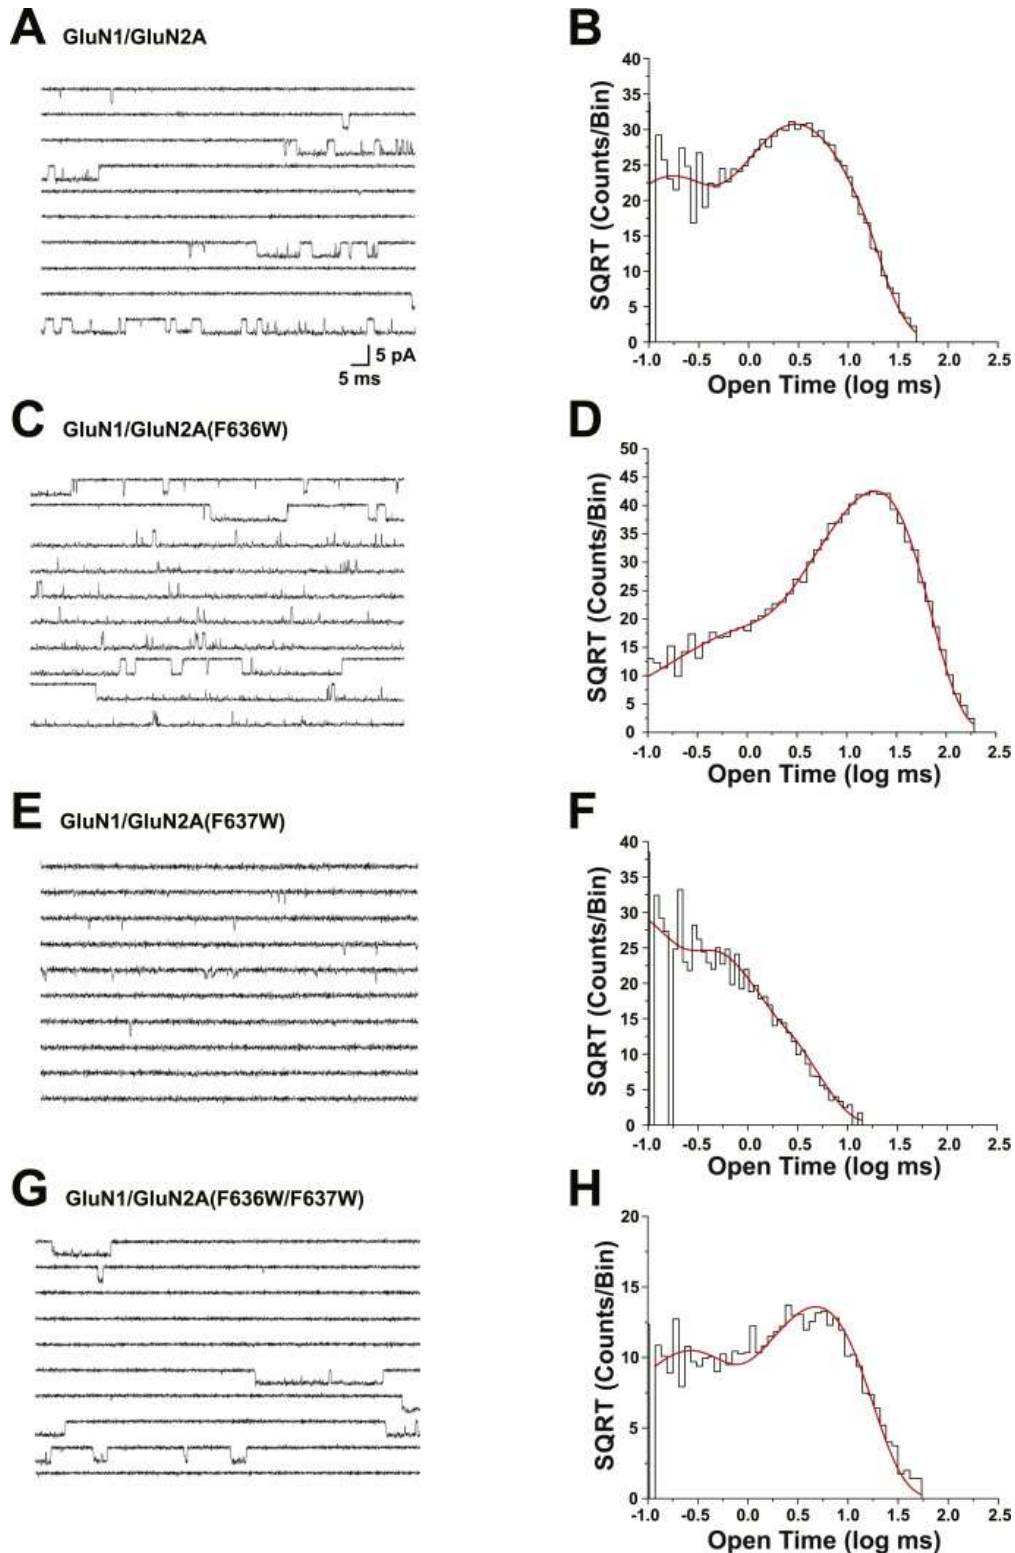 A GluN1/GluN2A
5 pA
5 ms
B
SQRT (Counts/Bin)
40
35
30
25
20
15
10
5
0
-1.0 -0.5 0.0 0.5 1.0 1.5 2.0 2.5
Open Time (log ms)
C GluN1/GluN2A(F636W)
D
SQRT (Counts/Bin)
50
45
40
35
30
25
20
15
10
5
0
-1.0 -0.5 0.0 0.5 1.0 1.5 2.0 2.5
Open Time (log ms)
E GluN1/GluN2A(F637W)
F
SQRT (Counts/Bin)
40
35
30
25
20
15
10
5
0
-1.0 -0.5 0.0 0.5 1.0 1.5 2.0 2.5
Open Time (log ms)
G GluN1/GluN2A(F636W/F637W)
H
SQRT (Counts/Bin)
20
15
10
5
0
-1.0 -0.5 0.0 0.5 1.0 1.5 2.0 2.5
Open Time (log ms)